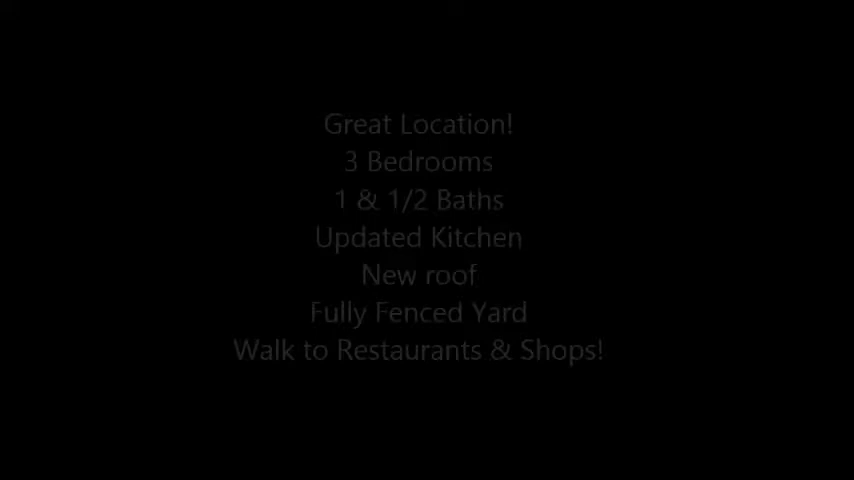 Great Location!
3 Bedrooms
1 & 1/2 Baths
Updated Kitchen
New roof
Fully Fenced Yard
Walk to Restaurants & Shops!